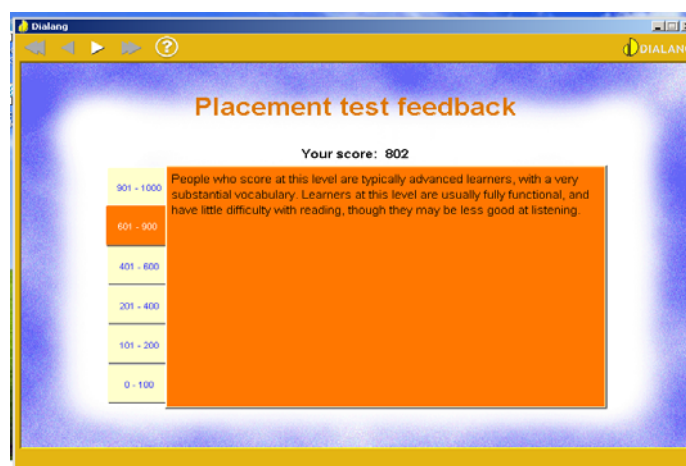 Dialang
?
DIALANG
Placement test feedback
Your score: 802
901 - 1000
People who score at this level are typically advanced learners, with a very
substantial vocabulary. Learners at this level are usually fully functional, and
have little difficulty with reading, though they may be less good at listening.
601 - 900
401 - 600
201 - 400
101 - 200
0 - 100